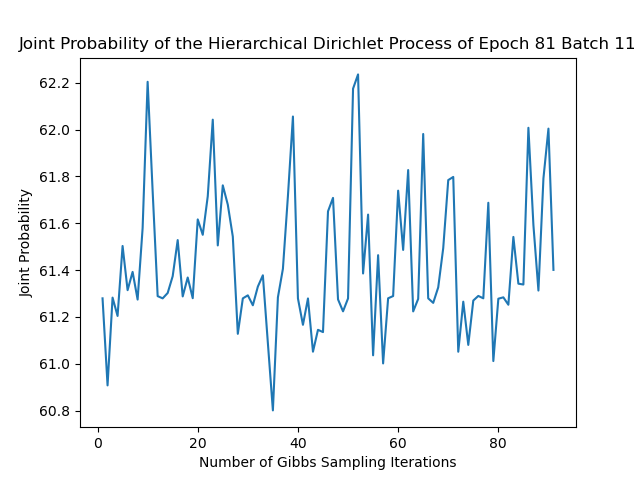 Joint Probability of the Hierarchical Dirichlet Process of Epoch 81 Batch 11
62.2
62.0
61.8
61.6
61.4
61.2
61.0
60.8
Joint Probability
0 20 40 60 80
Number of Gibbs Sampling Iterations